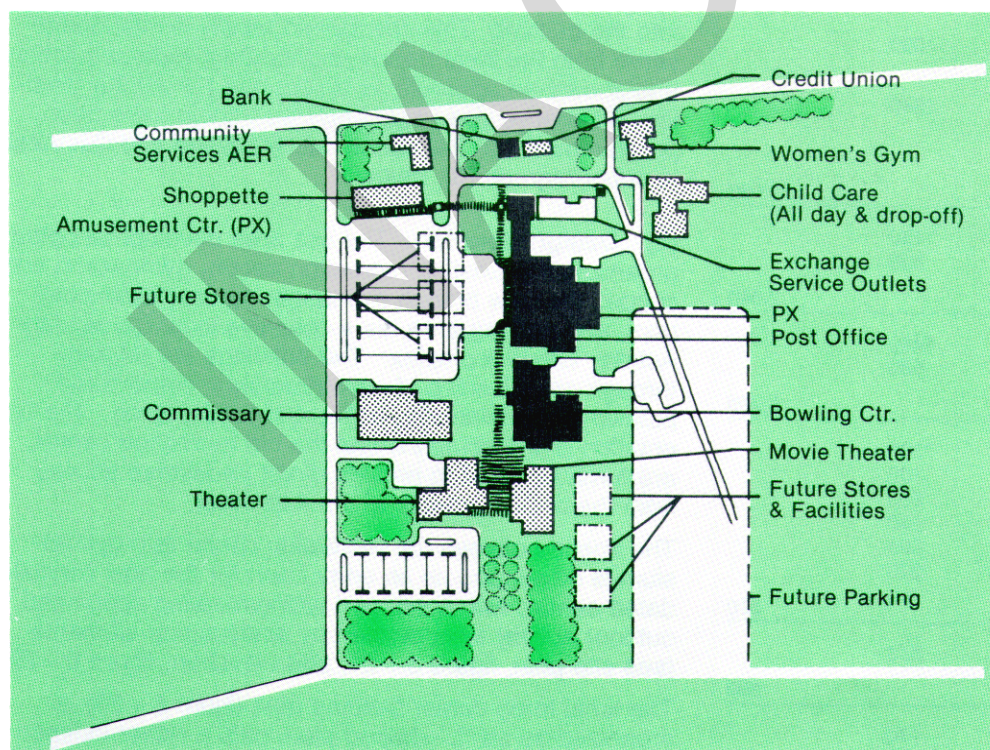 Bank
Community
Services AER
Shoppette
Amusement Ctr. (PX)
Future Stores
Commissary
Theater
Credit Union
Women's Gym
Child Care
(All day & drop-off)
Exchange
Service Outlets
PX
Post Office
Bowling Ctr.
Movie Theater
Future Stores
& Facilities
Future Parking